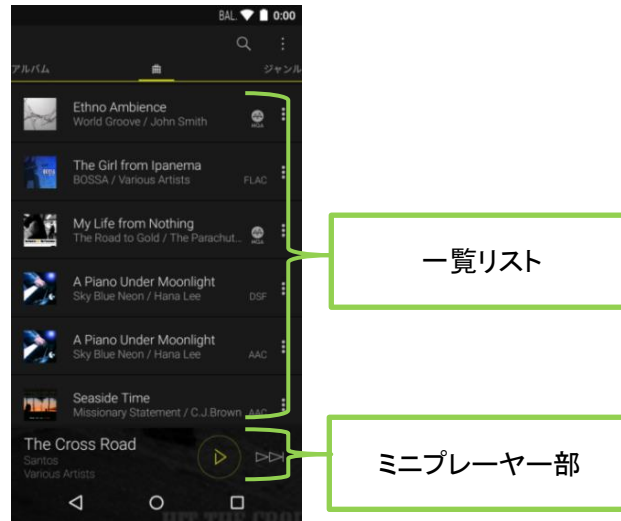 BAL. 0:00
アルバム 曲 ジャンル
Ethno Ambience
World Groove / John Smith
MQA
The Girl from Ipanema
BOSSA / Various Artists FLAC
My Life from Nothing
The Road to Gold / The Parachut...
MQA
A Piano Under Moonlight
Sky Blue Neon / Hana Lee DSF
A Piano Under Moonlight
Sky Blue Neon / Hana Lee AAC
Seaside Time
Missionary Statement / C.J.Brown AAC
The Cross Road
Santos
Various Artists
一覧リスト
ミニプレーヤー部